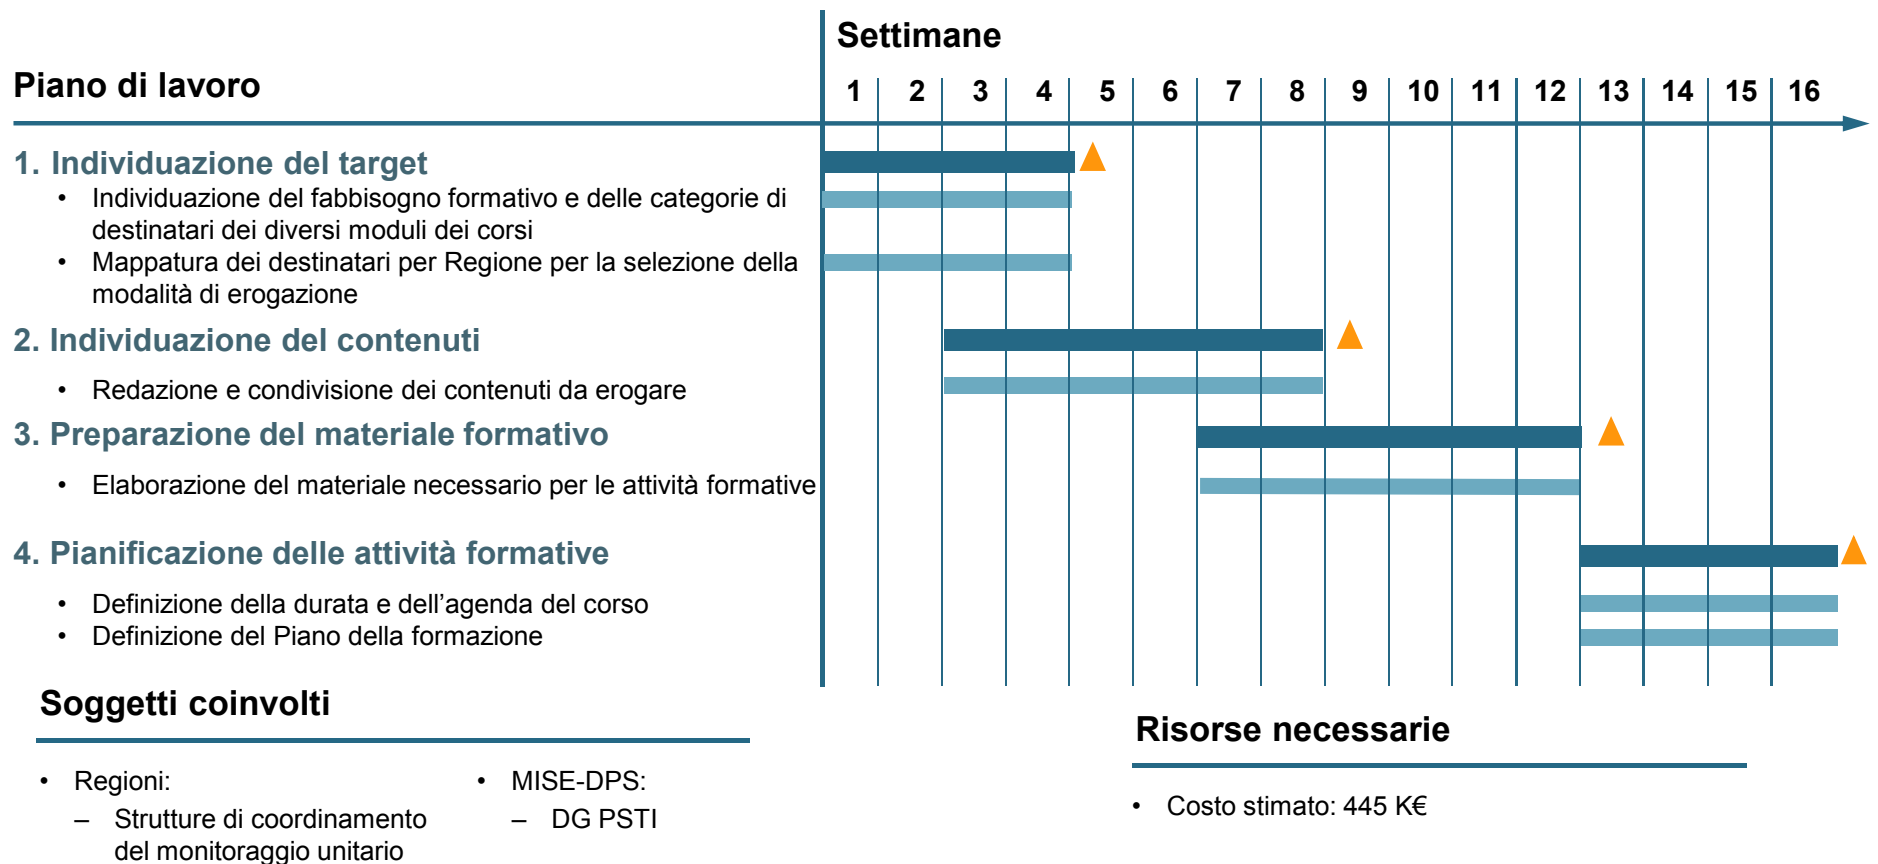 Settimane
Piano di lavoro
1 2 3 4 5 6 7 8 9 10 11 12 13 14 15 16
1. Individuazione del target
• Individuazione del fabbisogno formativo e delle categorie di
destinatari dei diversi moduli dei corsi
• Mappatura dei destinatari per Regione per la selezione della
modalità di erogazione
2. Individuazione del contenuti
• Redazione e condivisione dei contenuti da erogare
3. Preparazione del materiale formativo
• Elaborazione del materiale necessario per le attività formative
4. Pianificazione delle attività formative
• Definizione della durata e dell’agenda del corso
• Definizione del Piano della formazione
Soggetti coinvolti
• Regioni:
– Strutture di coordinamento
del monitoraggio unitario
• MISE-DPS:
– DG PSTI
Risorse necessarie
• Costo stimato: 445 K€